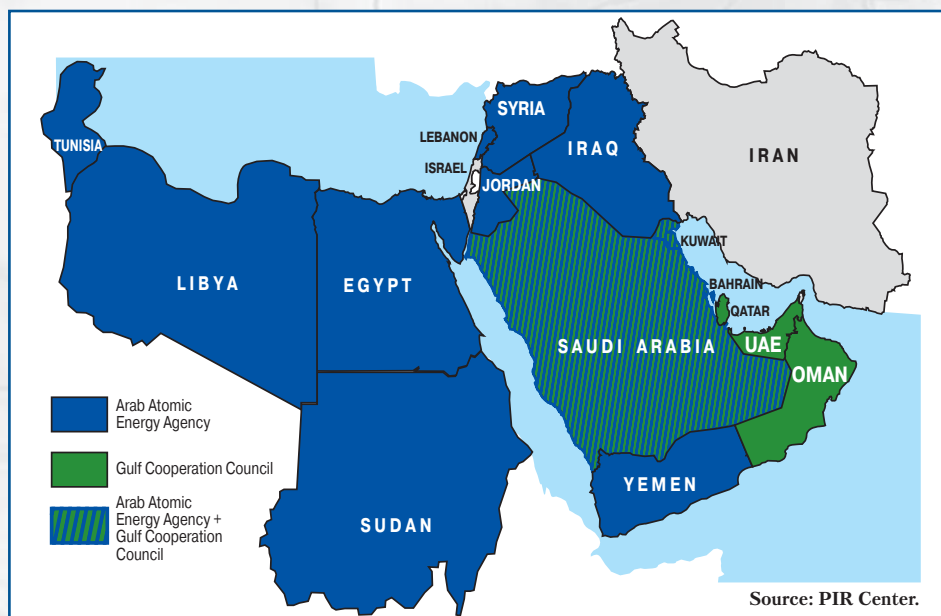 SYRIA
LEBANON
TUNISIA
IRAQ
IRAN
ISRAEL
JORDAN
KUWAIT
LIBYA
EGYPT
BAHRAIN
QATAR
SAUDI ARABIA
UAE
OMAN
Arab Atomic
Energy Agency
Gulf Cooperation Council
Arab Atomic
Energy Agency +
Gulf Cooperation
Council
YEMEN
SUDAN
Source: PIR Center.